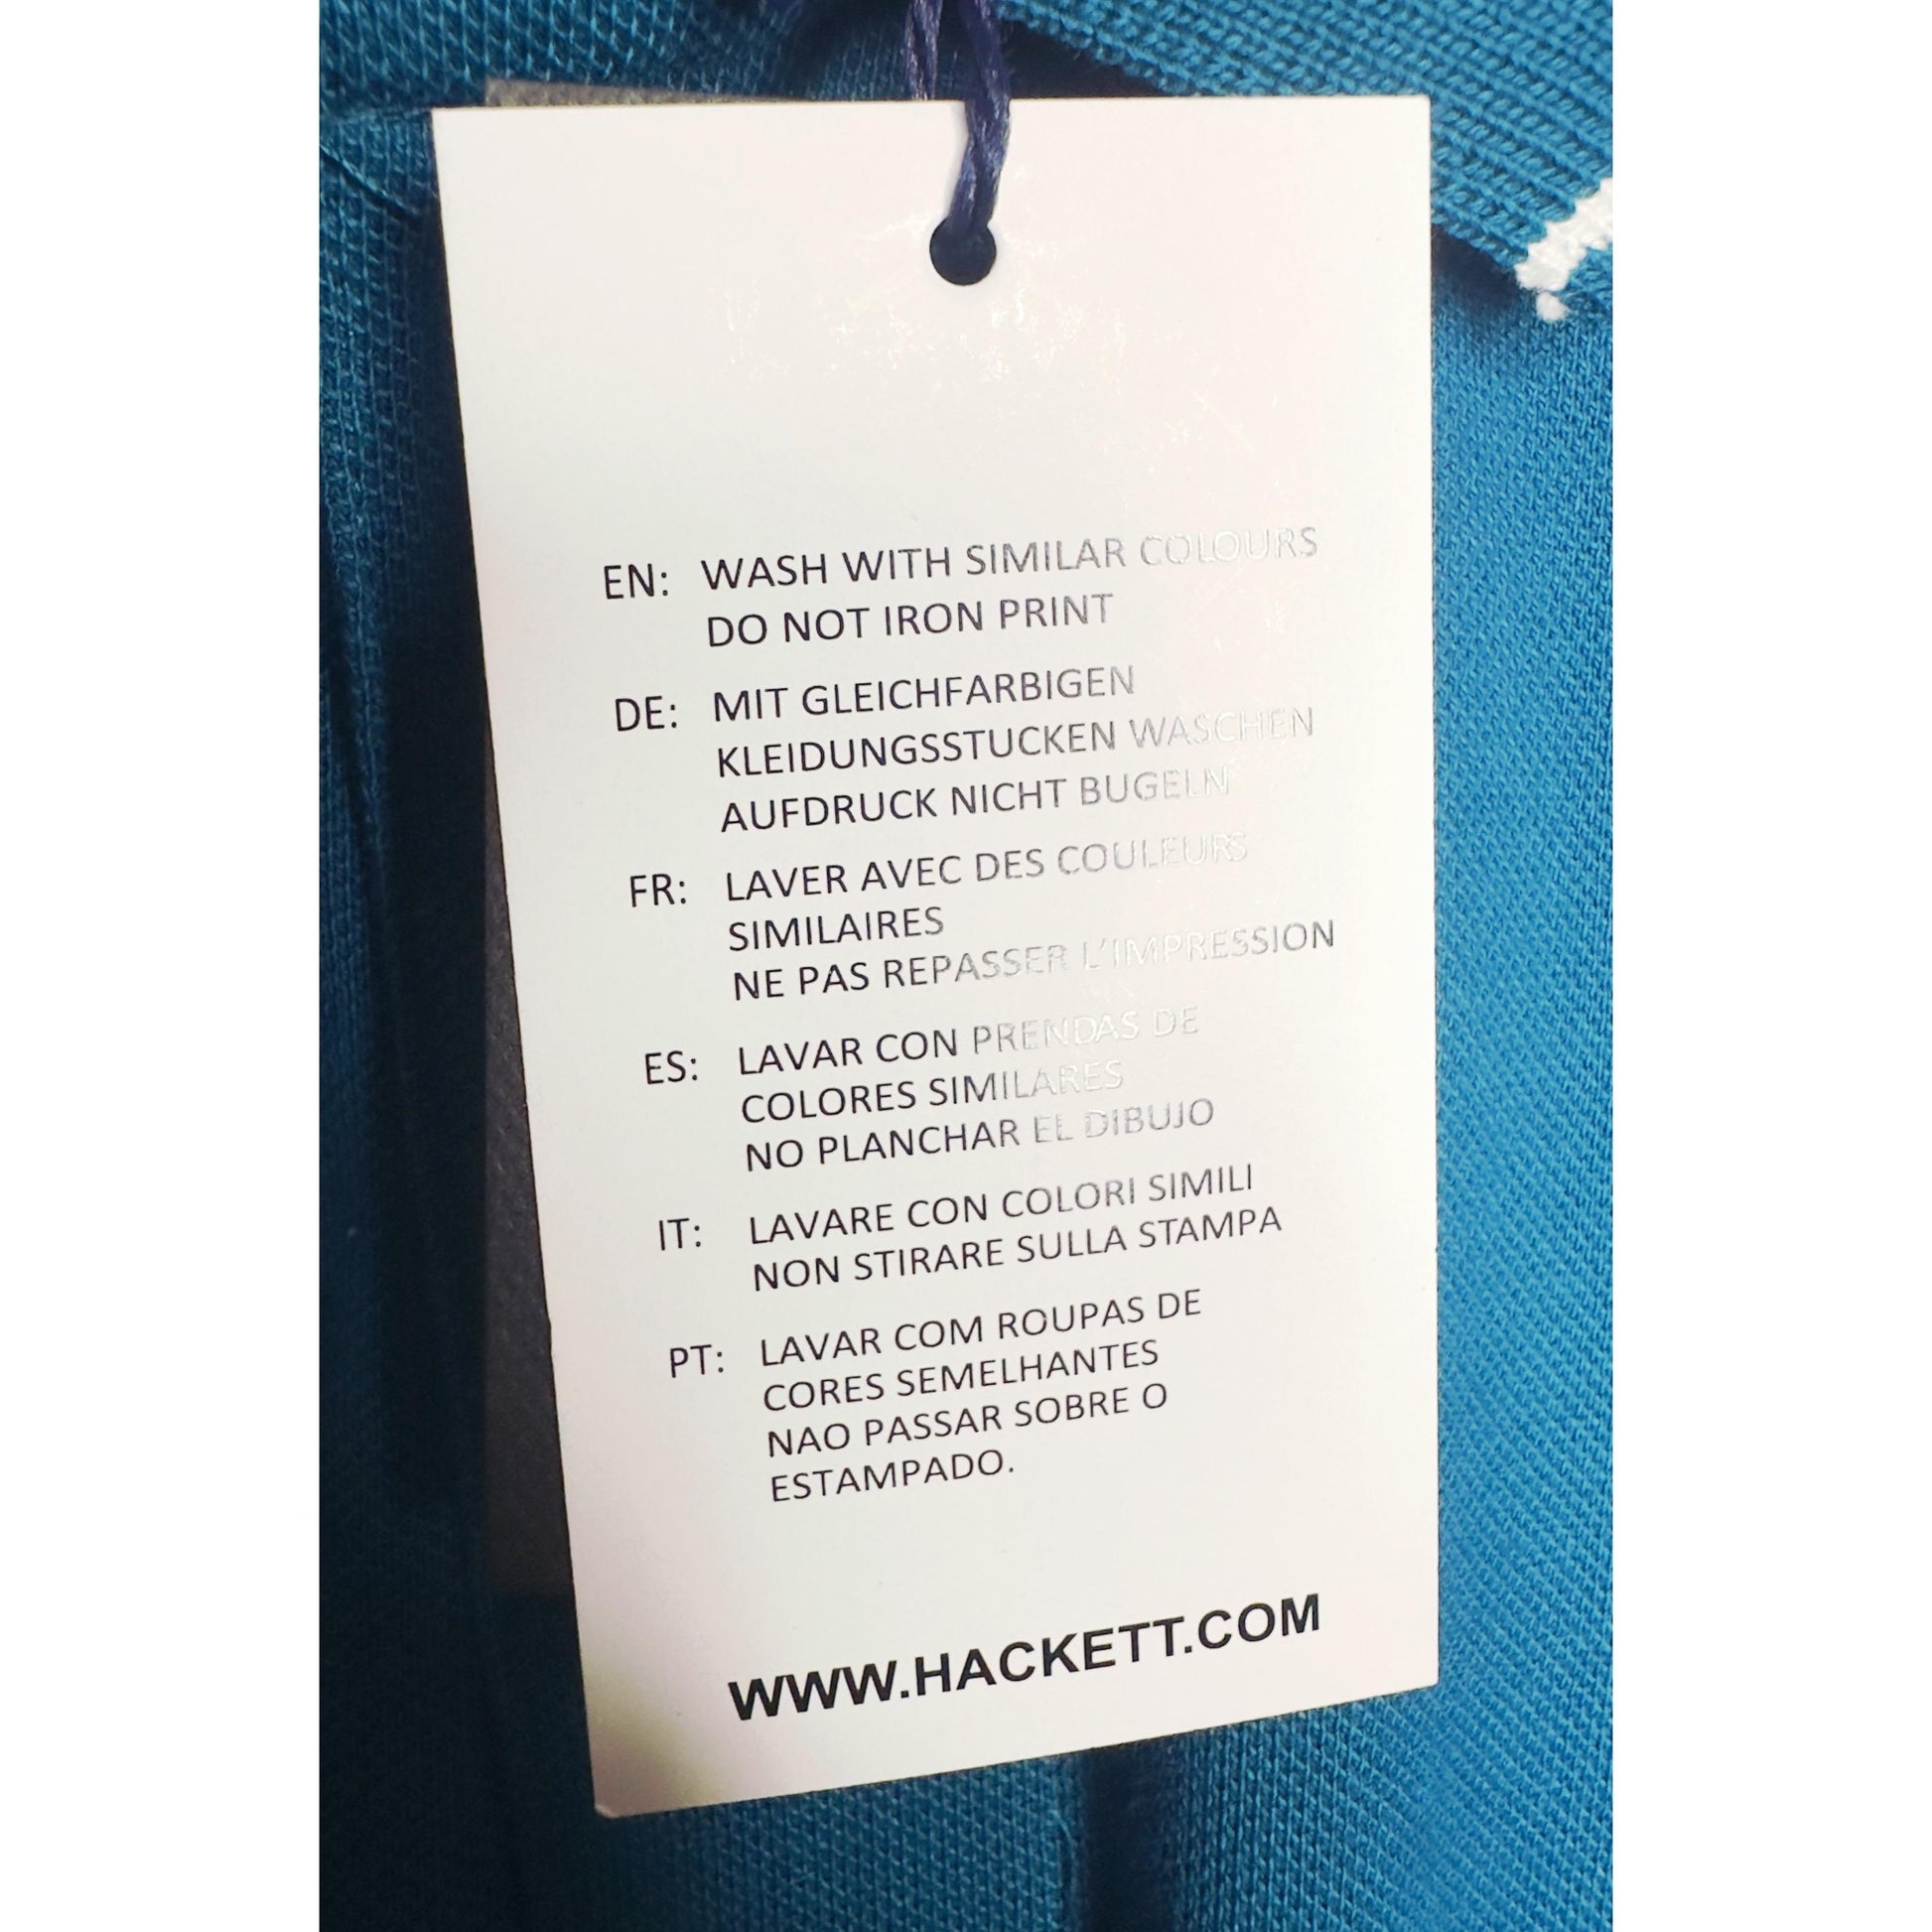 EN: WASH WITH SIMILAR COLOURS
DO NOT IRON PRINT
DE: MIT GLEICHFARBIGEN
KLEIDUNGSSTUCKEN WASCHEN
AUFDRUCK NICHT BUGELN
FR: LAVER AVEC DES COULEURS
SIMILAIRES
NE PAS REPASSER L'IMPRESSION
ES: LAVAR CON PRENDAS DE
COLORES SIMILARES
NO PLANCHAR EL DIBUJO
IT: LAVARE CON COLORI SIMILI
NON STIRARE SULLA STAMPA
PT: LAVAR COM ROUPAS DE
CORES SEMELHANTES
NAO PASSAR SOBRE O
ESTAMPADO.
WWW.HACKETT.COM